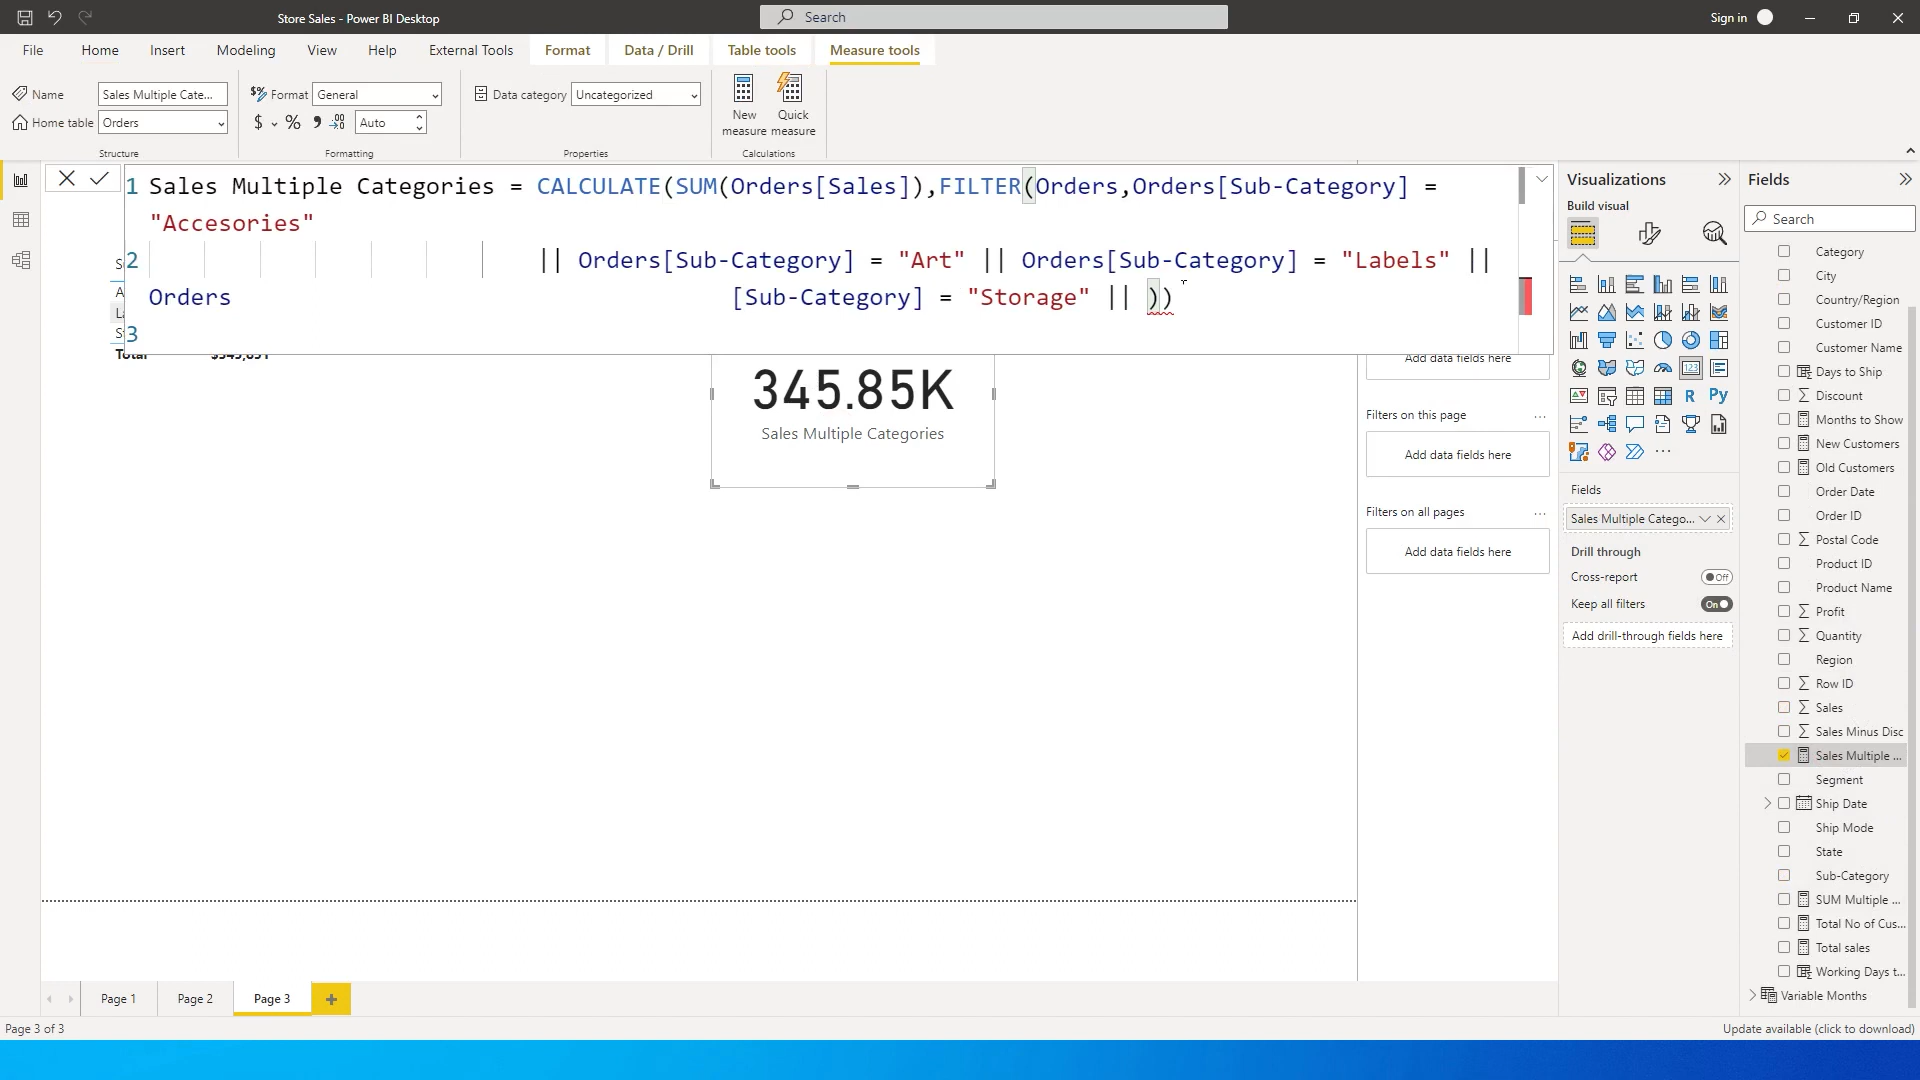 Store Sales - Power BI Desktop
Search
Sign in
File Home Insert Modeling View Help External Tools Format Data / Drill Table tools Measure tools
Name Sales Multiple Cate...
Home table Orders
Structure
Format General
$ % Auto
Formatting
Data category Uncategorized
Properties
New measure
Quick measure
Calculations
1 Sales Multiple Categories = CALCULATE(SUM(Orders[Sales]),FILTER(Orders,Orders[Sub-Category] =
"Accesories"
2 || Orders[Sub-Category] = "Art" || Orders[Sub-Category] = "Labels" ||
Orders [Sub-Category] = "Storage" || ))
3
Total
345.85K
Sales Multiple Categories
Add data fields here
Filters on this page ...
Add data fields here
Filters on all pages ...
Add data fields here
Visualizations
Build visual
R
Py
123
...
Fields
Sales Multiple Catego...
Drill through
Cross-report Off
Keep all filters On
Add drill-through fields here
Fields
Search
Category
City
Country/Region
Customer ID
Customer Name
Days to Ship
Discount
Months to Show
New Customers
Old Customers
Order Date
Order ID
Postal Code
Product ID
Product Name
Profit
Quantity
Region
Row ID
Sales
Sales Minus Disc
Sales Multiple ...
Segment
Ship Date
Ship Mode
State
Sub-Category
SUM Multiple ...
Total No of Cus...
Total sales
Working Days t...
Variable Months
Page 1 Page 2 Page 3 +
Page 3 of 3
Update available (click to download)